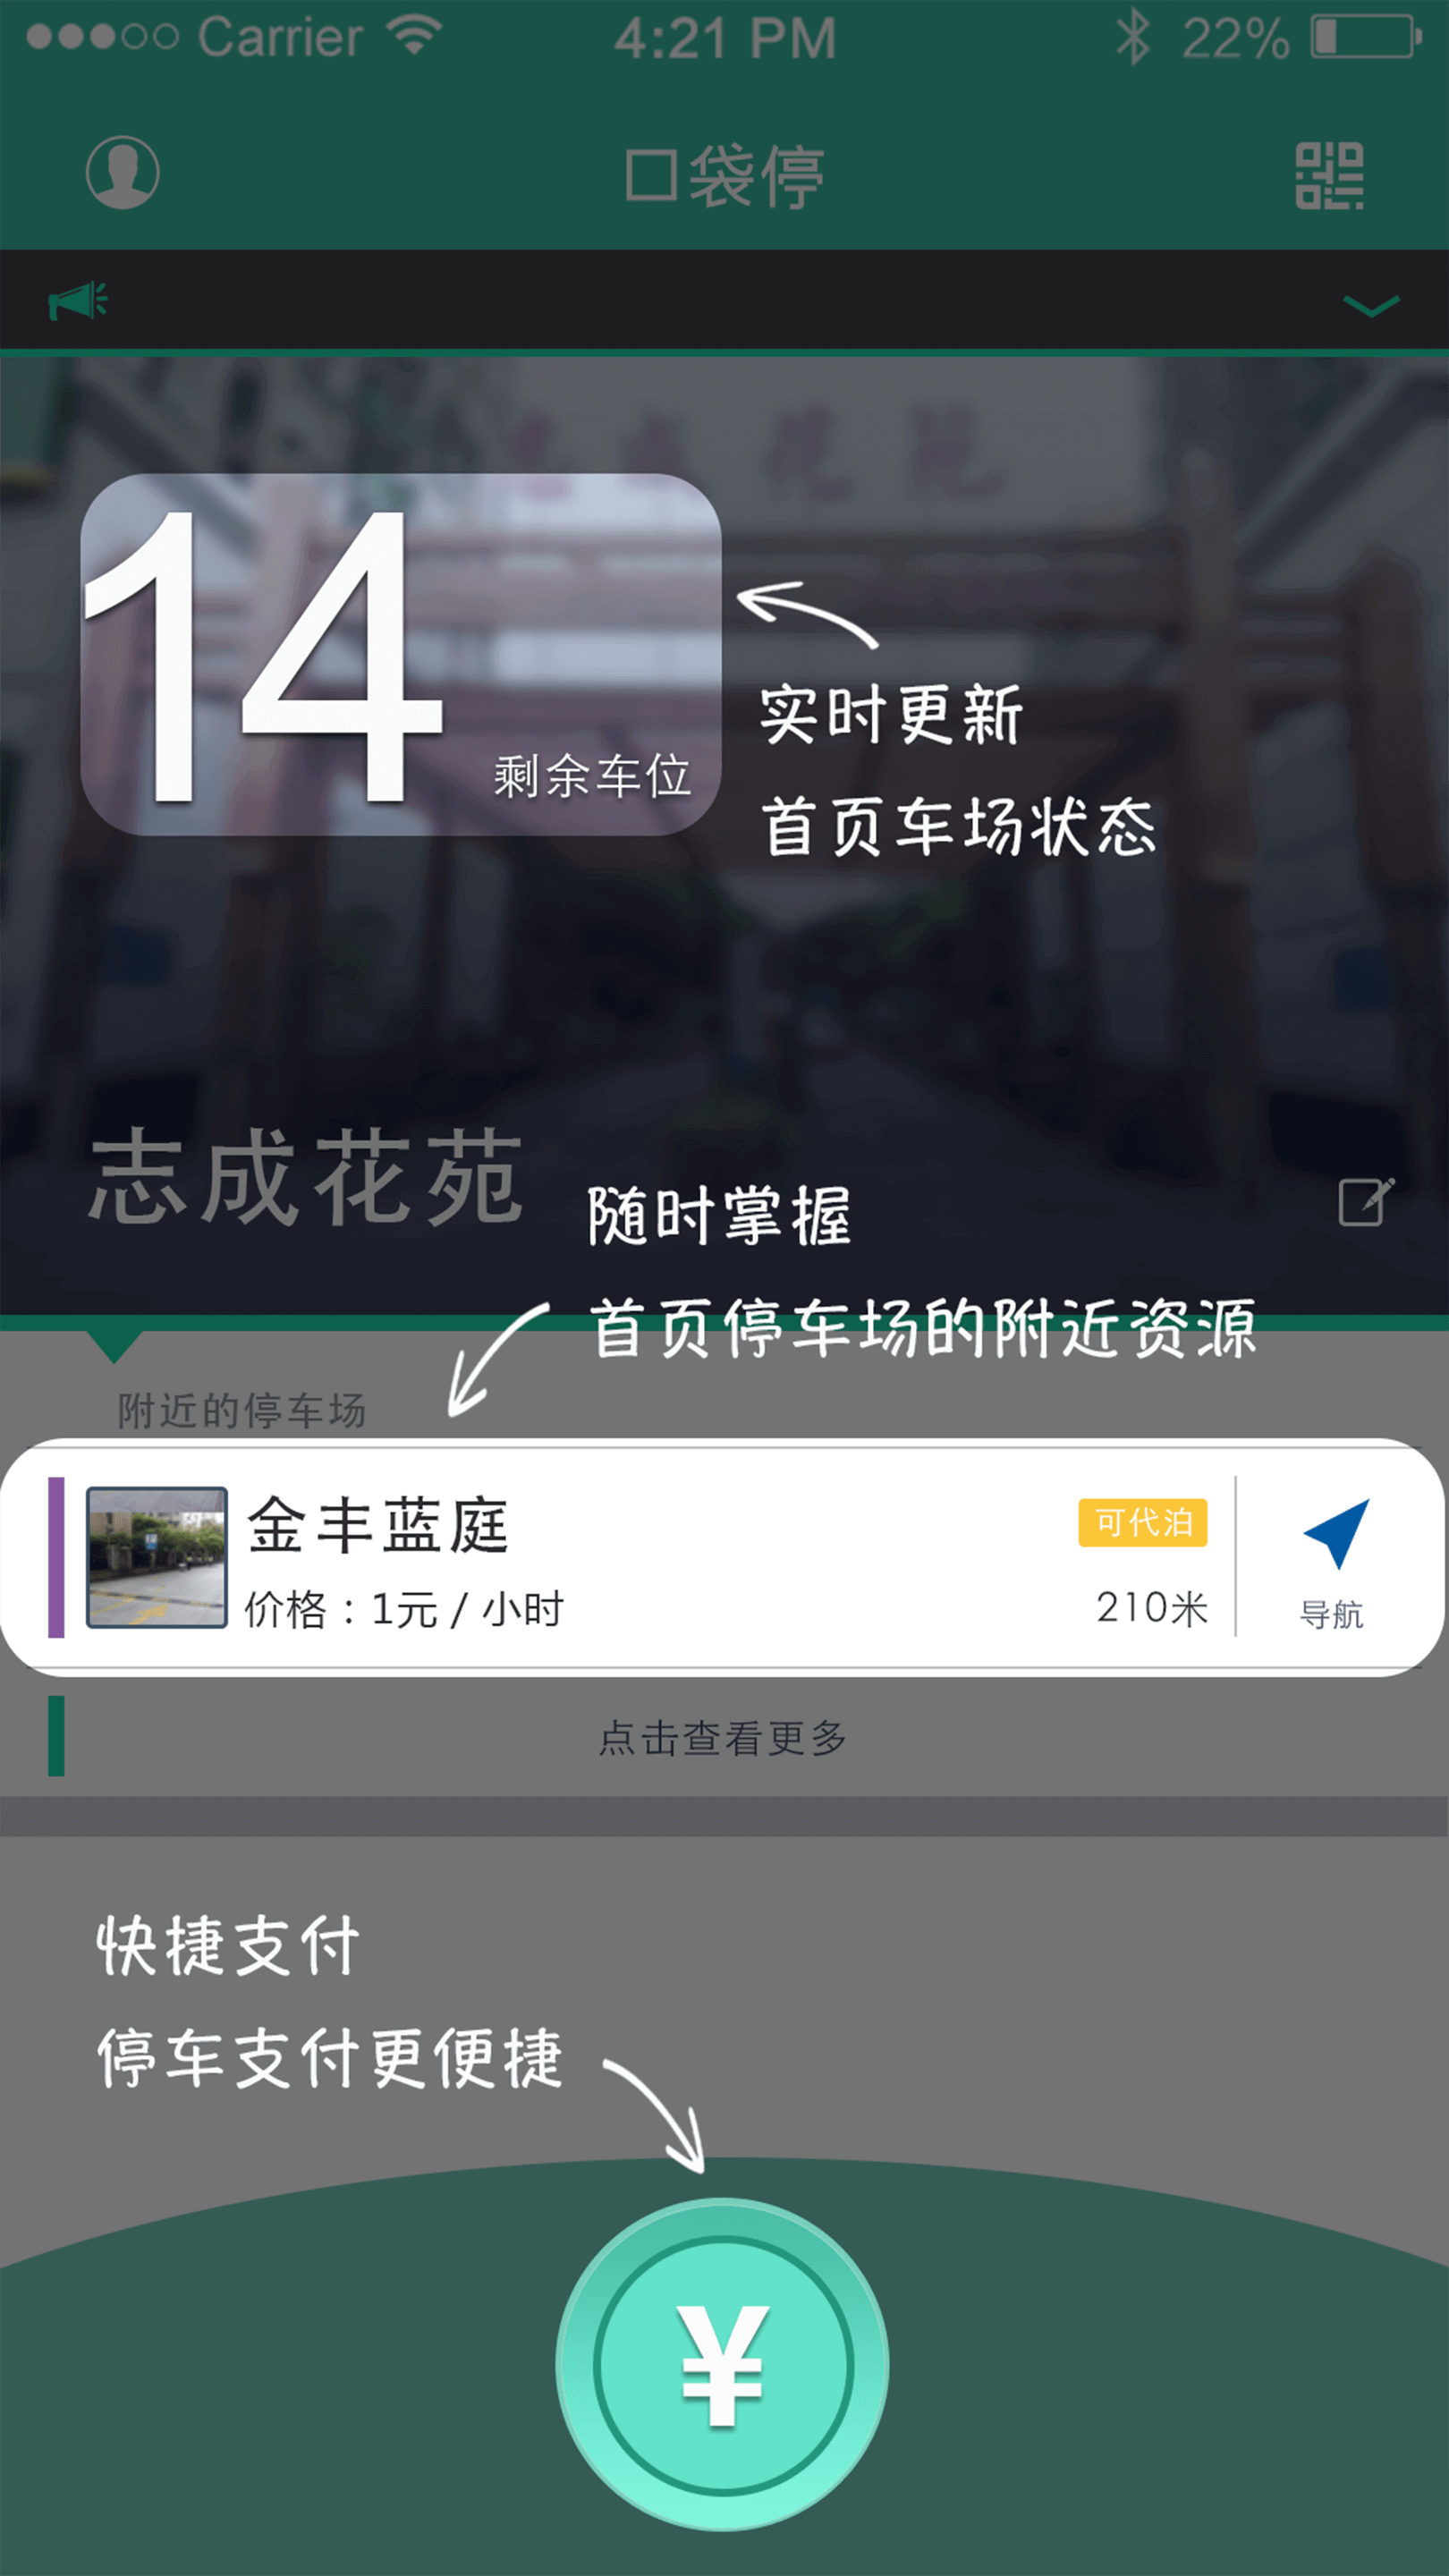 Carrier 4:21 PM 22%
口袋停
志成花苑
14
剩余车位
实时更新
首页车场状态
志成花苑
随时掌握
首页停车场的附近资源
附近的停车场
金丰蓝庭
可代泊
价格：1元 / 小时
210米
导航
点击查看更多
快捷支付
停车支付更便捷
¥